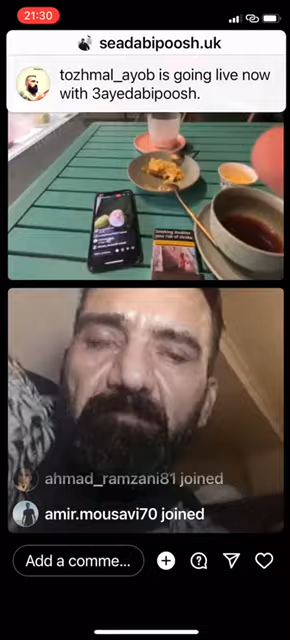 21:30
seadabipoosh.uk
tozhmal_ayob is going live now
with 3ayedabipoosh.
Smoking doubles
your risk of stroke
ahmad_ramzani81 joined
amir.mousavi70 joined
Add a comme...